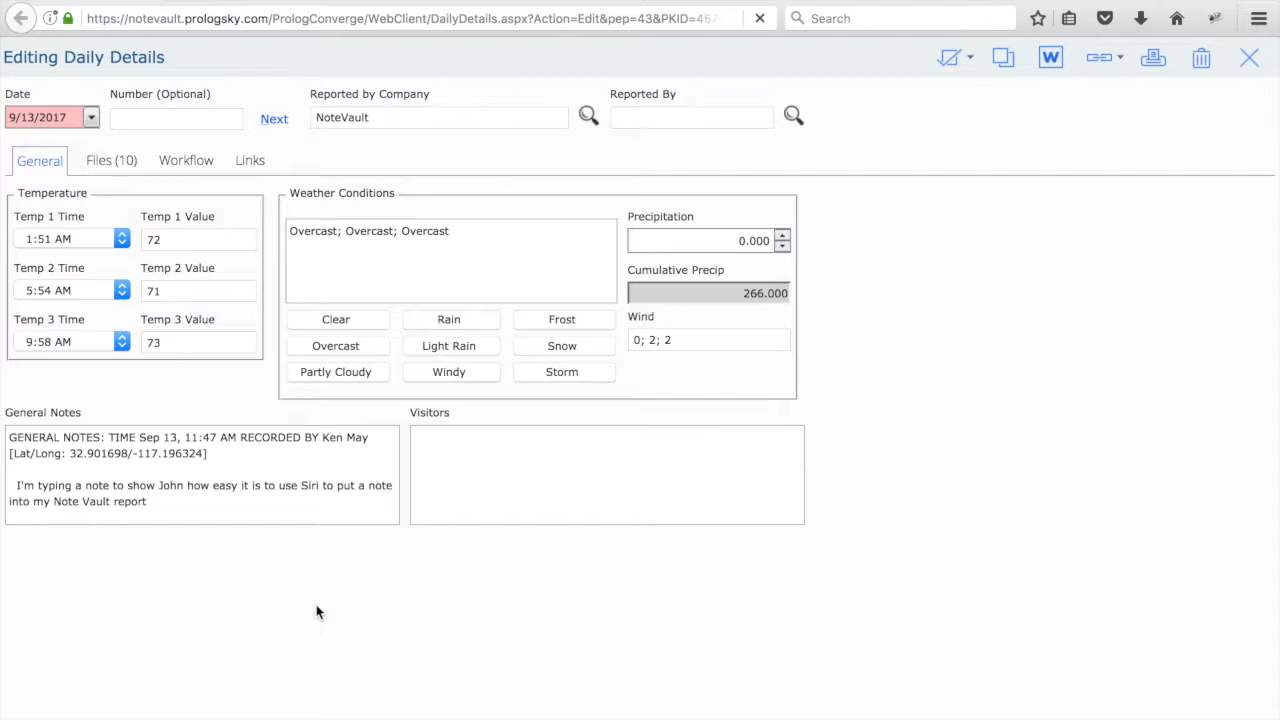 https://notevault.prologsky.com/PrologConverge/WebClient/DailyDetails.aspx?Action=Edit&pep=43&PKID=457
Search
Editing Daily Details
W
Date
Number (Optional)
Reported by Company
Reported By
9/13/2017
Next
NoteVault
General
Files (10)
Workflow
Links
Temperature
Weather Conditions
Temp 1 Time
Temp 1 Value
Precipitation
1:51 AM
72
Overcast; Overcast; Overcast
0.000
Temp 2 Time
Temp 2 Value
Cumulative Precip
5:54 AM
71
266.000
Temp 3 Time
Temp 3 Value
Clear
Rain
Frost
Wind
9:58 AM
73
Overcast
Light Rain
Snow
0; 2; 2
Partly Cloudy
Windy
Storm
General Notes
Visitors
GENERAL NOTES: TIME Sep 13, 11:47 AM RECORDED BY Ken May
[Lat/Long: 32.901698/-117.196324]
I'm typing a note to show John how easy it is to use Siri to put a note
into my Note Vault report